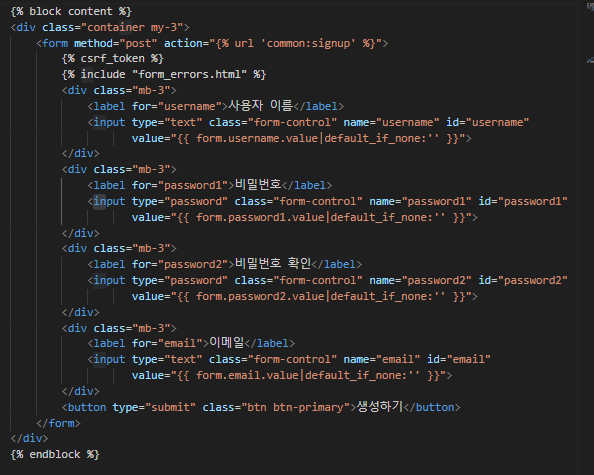 {% block content %}
<div class="container my-3">
<form method="post" action="{% url 'common:signup' %}">
{% csrf_token %}
{% include "form_errors.html" %}
<div class="mb-3">
<label for="username">사용자 이름</label>
<input type="text" class="form-control" name="username" id="username"
value="{{ form.username.value|default_if_none:'' }}">
</div>
<div class="mb-3">
<label for="password1">비밀번호</label>
<input type="password" class="form-control" name="password1" id="password1"
value="{{ form.password1.value|default_if_none:'' }}">
</div>
<div class="mb-3">
<label for="password2">비밀번호 확인</label>
<input type="password" class="form-control" name="password2" id="password2"
value="{{ form.password2.value|default_if_none:'' }}">
</div>
<div class="mb-3">
<label for="email">이메일</label>
<input type="text" class="form-control" name="email" id="email"
value="{{ form.email.value|default_if_none:'' }}">
</div>
<button type="submit" class="btn btn-primary">생성하기</button>
</form>
</div>
{% endblock %}